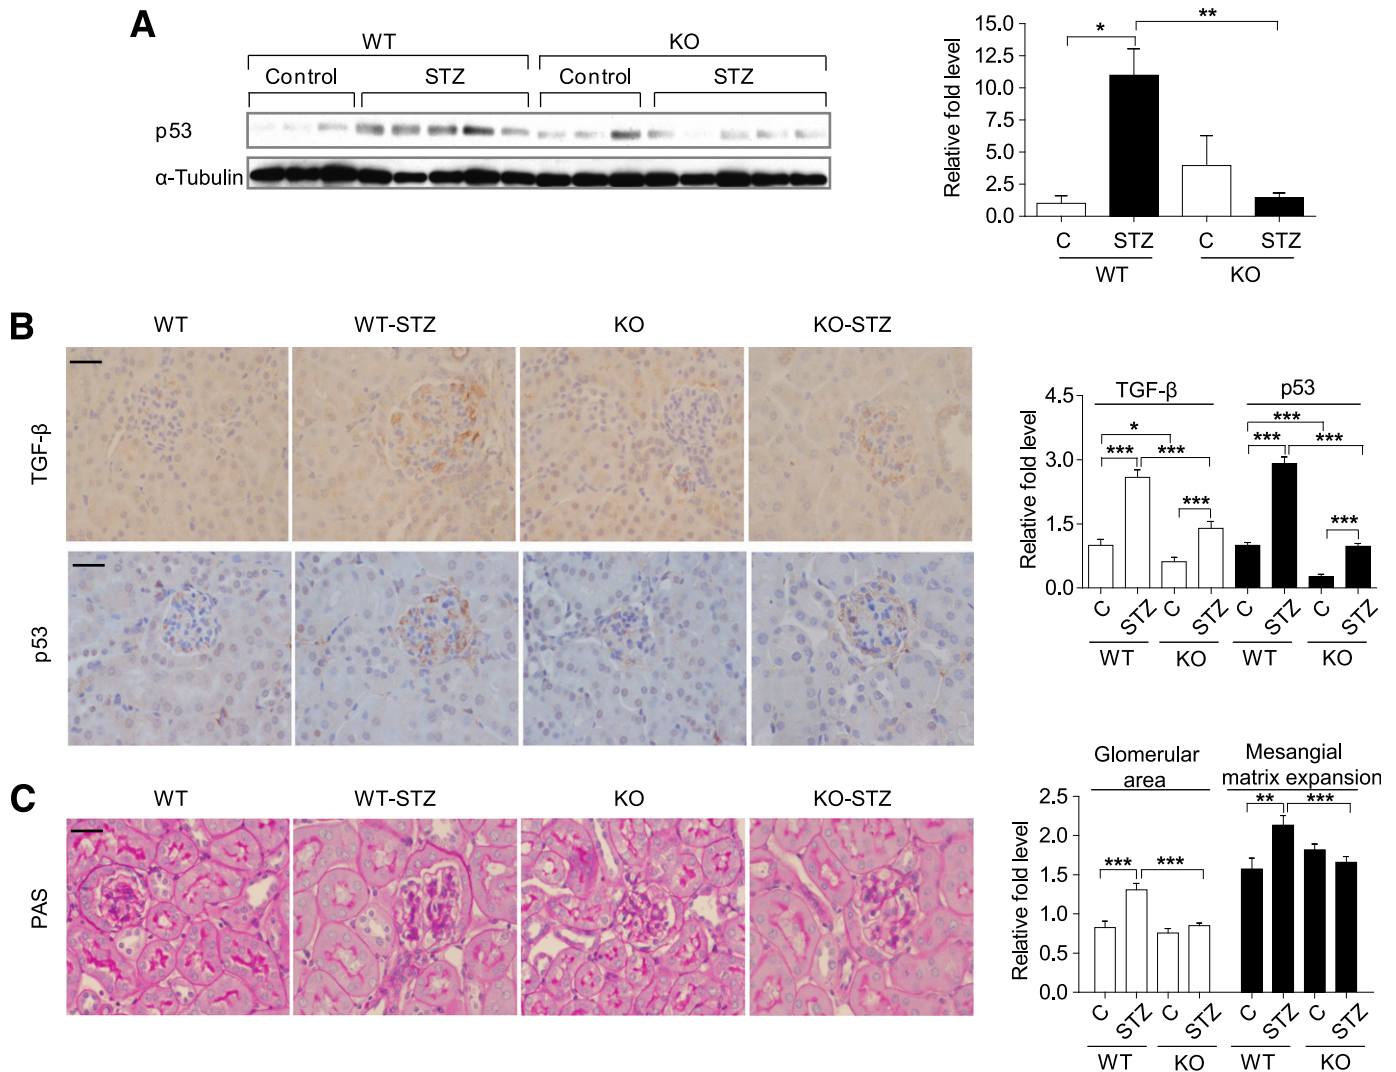 A
WT
KO
Control
STZ
Control
STZ
p53
α-Tubulin
Relative fold level
15.0
12.5
10.0
7.5
5.0
2.5
0.0
*
**
C
STZ
C
STZ
WT
KO
B
WT
WT-STZ
KO
KO-STZ
TGF-β
p53
Relative fold level
4.5
3.0
1.5
0.0
TGF-β
p53
*
***
***
***
***
***
***
***
C
STZ
C
STZ
C
STZ
C
STZ
WT
KO
WT
KO
C
WT
WT-STZ
KO
KO-STZ
PAS
Relative fold level
2.5
2.0
1.5
1.0
0.5
0.0
Glomerular
area
Mesangial
matrix expansion
***
***
**
***
C
STZ
C
STZ
C
STZ
C
STZ
WT
KO
WT
KO